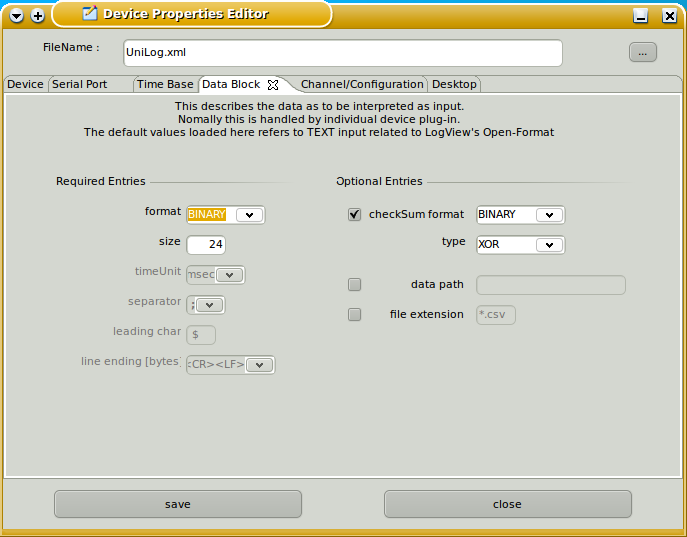 Device Properties Editor
FileName :
UniLog.xml
...
Device
Serial Port
Time Base
Data Block
Channel/Configuration
Desktop
This describes the data as to be interpreted as input.
Nomally this is handled by individual device plug-in.
The default values loaded here refers to TEXT input related to LogView's Open-Format
Required Entries
Optional Entries
format BINARY
checkSum format BINARY
size 24
type XOR
timeUnit msec
data path
separator ;
file extension *.csv
leading char $
line ending [bytes] <CR><LF>
save
close